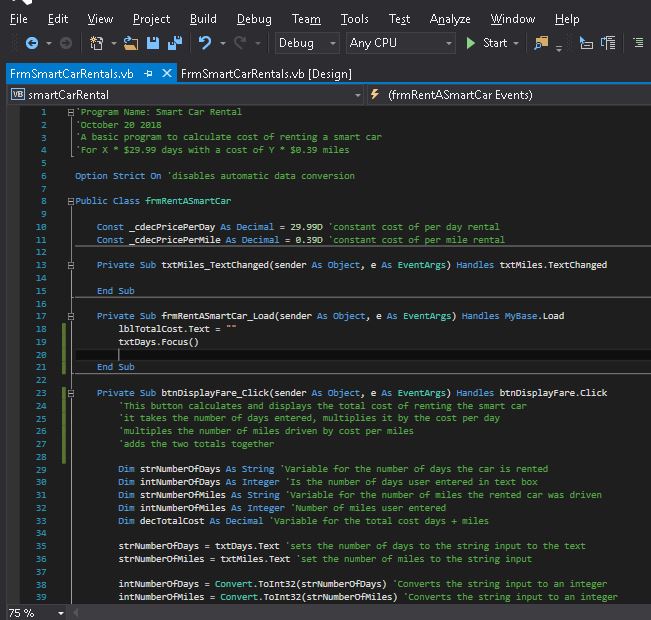 File Edit View Project Build Debug Team Tools Test Analyze Window Help
Debug Any CPU Start
FrmSmartCarRentals.vb FrmSmartCarRentals.vb [Design]
VB smartCarRental (frmRentASmartCar Events)
1 'Program Name: Smart Car Rental
2 'October 20 2018
3 'A basic program to calculate cost of renting a smart car
4 'For X * $29.99 days with a cost of Y * $0.39 miles
5
6 Option Strict On 'disables automatic data conversion
7
8 Public Class frmRentASmartCar
9
10 Const _cdecPricePerDay As Decimal = 29.99D 'constant cost of per day rental
11 Const _cdecPricePerMile As Decimal = 0.39D 'constant cost of per mile rental
12
13 Private Sub txtMiles_TextChanged(sender As Object, e As EventArgs) Handles txtMiles.TextChanged
14
15 End Sub
16
17 Private Sub frmRentASmartCar_Load(sender As Object, e As EventArgs) Handles MyBase.Load
18 lblTotalCost.Text = ""
19 txtDays.Focus()
20
21 End Sub
22
23 Private Sub btnDisplayFare_Click(sender As Object, e As EventArgs) Handles btnDisplayFare.Click
24 'This button calculates and displays the total cost of renting the smart car
25 'it takes the number of days entered, multiplies it by the cost per day
26 'multiplies the number of miles driven by cost per miles
27 'adds the two totals together
28
29 Dim strNumberOfDays As String 'Variable for the number of days the car is rented
30 Dim intNumberOfDays As Integer 'Is the number of days user entered in text box
31 Dim strNumberOfMiles As String 'Variable for the number of miles the rented car was driven
32 Dim intNumberOfMiles As Integer 'Number of miles user entered
33 Dim decTotalCost As Decimal 'Variable for the total cost days + miles
34
35 strNumberOfDays = txtDays.Text 'sets the number of days to the string input to the text
36 strNumberOfMiles = txtMiles.Text 'set the number of miles to the string input
37
38 intNumberOfDays = Convert.ToInt32(strNumberOfDays) 'Converts the string input to an integer
39 intNumberOfMiles = Convert.ToInt32(strNumberOfMiles) 'Converts the string input to an integer
75 %